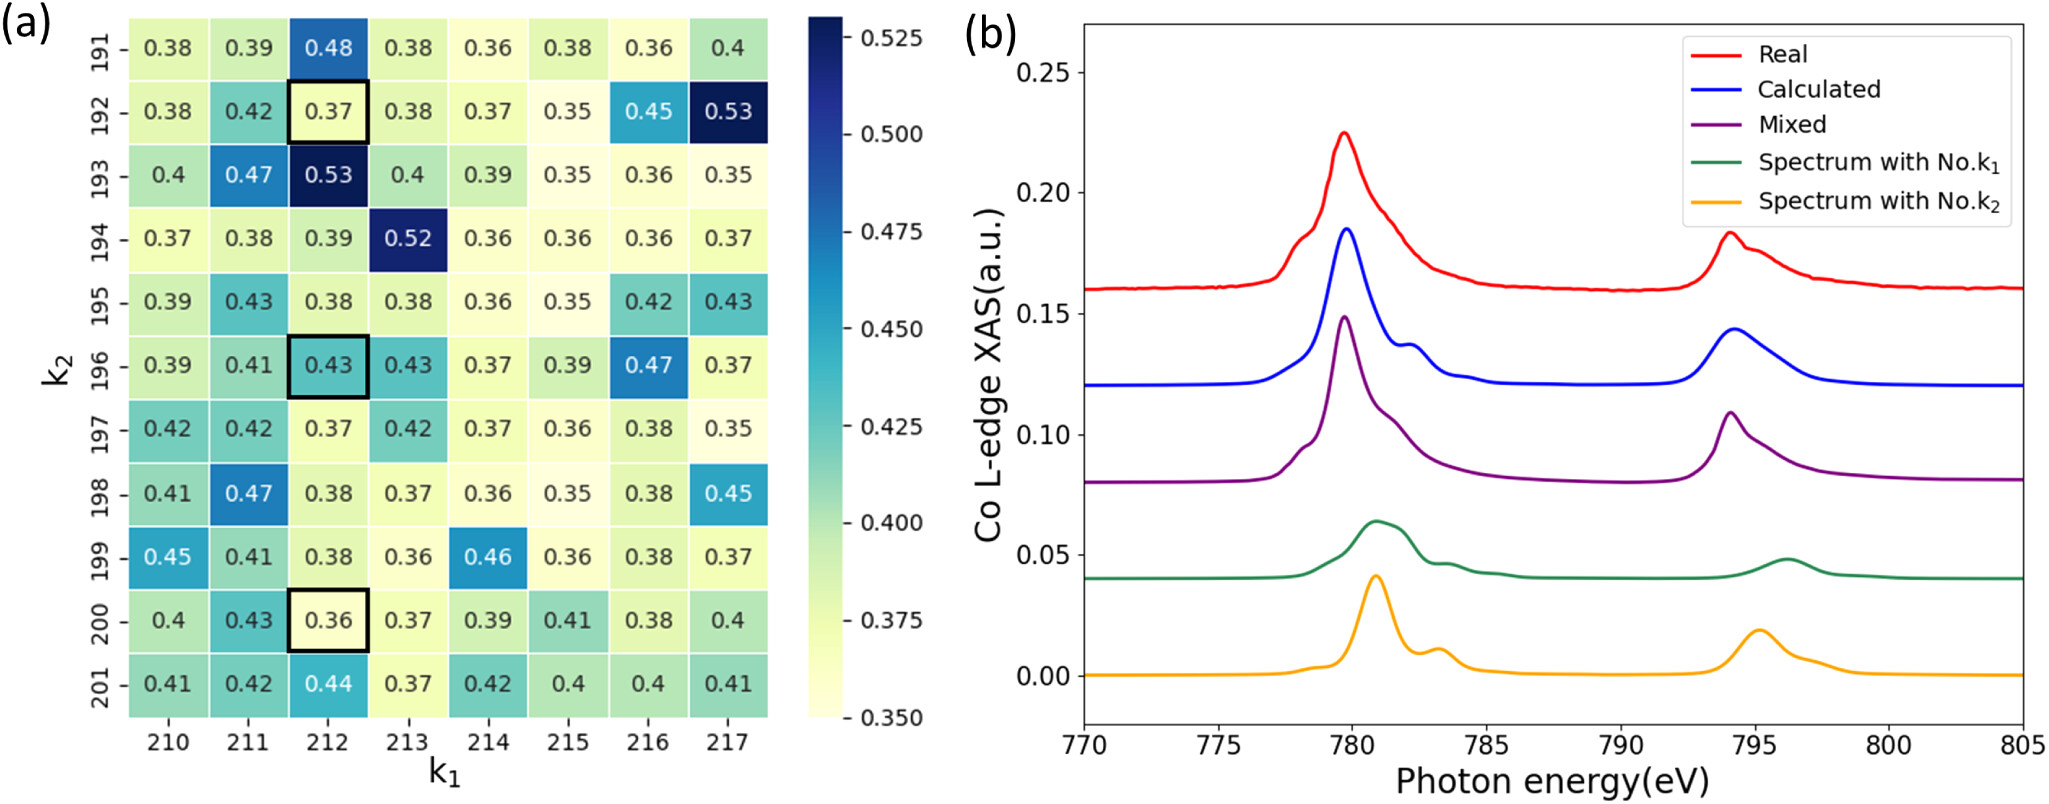 (a)
191 0.38 0.39 0.48 0.38 0.36 0.38 0.36 0.4
192 0.38 0.42 0.37 0.38 0.37 0.35 0.45 0.53
193 0.4 0.47 0.53 0.4 0.39 0.35 0.36 0.35
194 0.37 0.38 0.39 0.52 0.36 0.36 0.36 0.37
195 0.39 0.43 0.38 0.38 0.36 0.35 0.42 0.43
196 0.39 0.41 0.43 0.43 0.37 0.39 0.47 0.37
197 0.42 0.42 0.37 0.42 0.37 0.36 0.38 0.35
198 0.41 0.47 0.38 0.37 0.36 0.35 0.38 0.45
199 0.45 0.41 0.38 0.36 0.46 0.36 0.38 0.37
200 0.4 0.43 0.36 0.37 0.39 0.41 0.38 0.4
201 0.41 0.42 0.44 0.37 0.42 0.4 0.4 0.41
210 211 212 213 214 215 216 217
k₁
k₂
0.525
0.500
0.475
0.450
0.425
0.400
0.375
0.350
(b)
Real
Calculated
Mixed
Spectrum with No.k₁
Spectrum with No.k₂
0.25
0.20
0.15
0.10
0.05
0.00
Co L-edge XAS(a.u.)
770 775 780 785 790 795 800 805
Photon energy(eV)